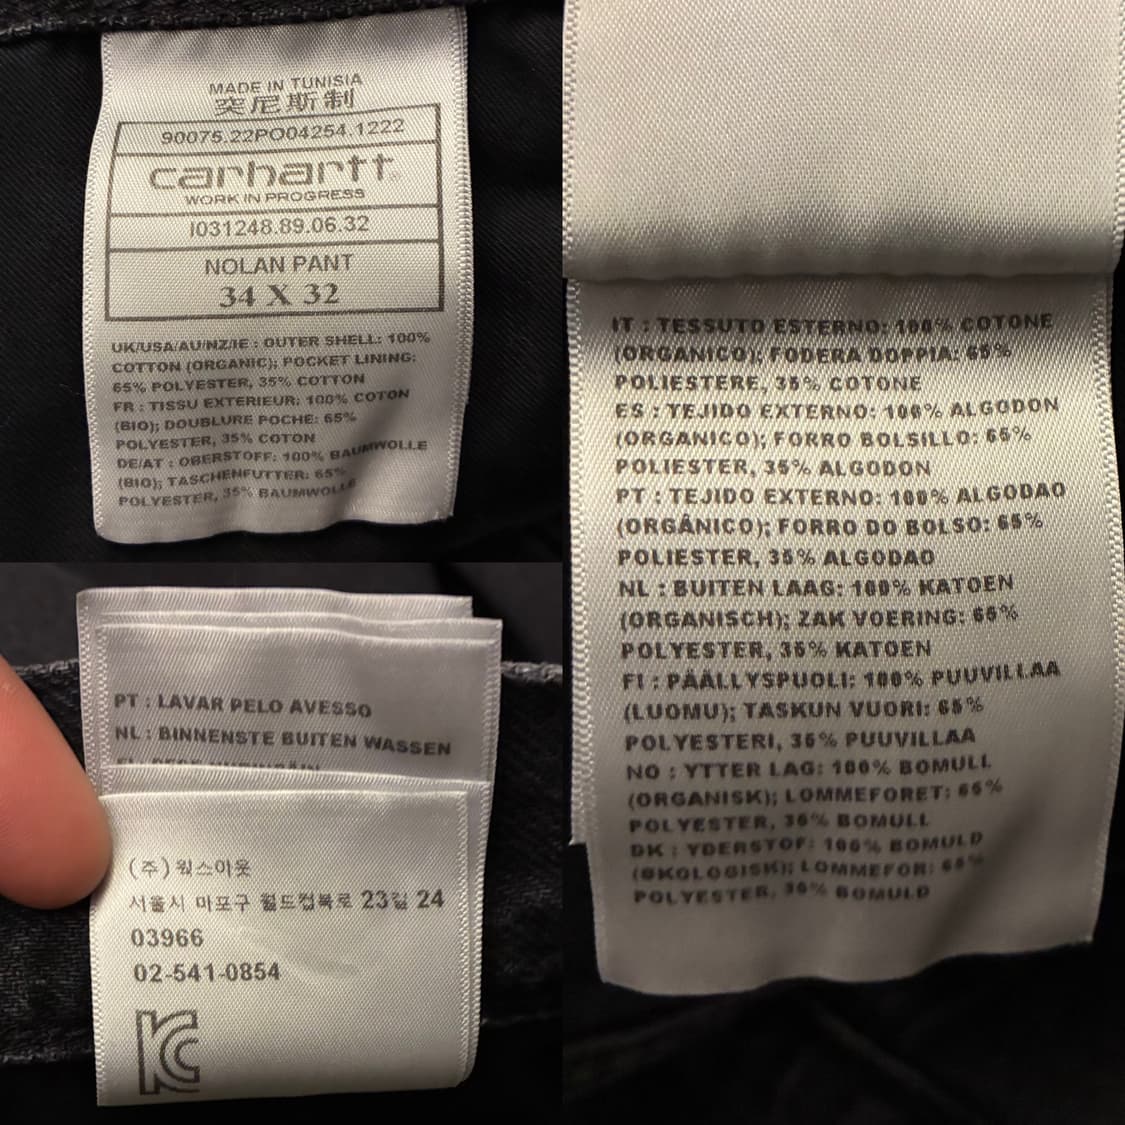 MADE IN TUNISIA
突尼斯制
90075.22PO04254.1222
carhartt®
WORK IN PROGRESS
I031248.89.06.32
NOLAN PANT
34 X 32
UK/USA/AU/NZ/IE : OUTER SHELL: 100%
COTTON (ORGANIC); POCKET LINING:
65% POLYESTER, 35% COTTON
FR : TISSU EXTERIEUR: 100% COTON
(BIO); DOUBLURE POCHE: 65%
POLYESTER, 35% COTON
DE/AT : OBERSTOFF: 100% BAUMWOLLE
(BIO); TASCHENFUTTER: 65%
POLYESTER, 35% BAUMWOLLE
IT : TESSUTO ESTERNO: 100% COTONE
(ORGANICO); FODERA DOPPIA: 65%
POLIESTERE, 35% COTONE
ES : TEJIDO EXTERNO: 100% ALGODON
(ORGANICO); FORRO BOLSILLO: 65%
POLIESTER, 35% ALGODON
PT : TEJIDO EXTERNO: 100% ALGODAO
(ORGÂNICO); FORRO DO BOLSO: 65%
POLIESTER, 35% ALGODAO
NL : BUITEN LAAG: 100% KATOEN
(ORGANISCH); ZAK VOERING: 65%
POLYESTER, 35% KATOEN
FI : PÄÄLLYSPUOLI: 100% PUUVILLAA
(LUOMU); TASKUN VUORI: 65%
POLYESTERI, 35% PUUVILLAA
NO : YTTER LAG: 100% BOMULL
(ORGANISK); LOMMEFORET: 65%
POLYESTER, 35% BOMULL
DK : YDERSTOF: 100% BOMULD
(ØKOLOGISK); LOMMEFOR: 65%
POLYESTER, 35% BOMULD
PT : LAVAR PELO AVESSO
NL : BINNENSTE BUITEN WASSEN
(주) 웍스아웃
서울시 마포구 월드컵북로 23길 24
03966
02-541-0854
KC